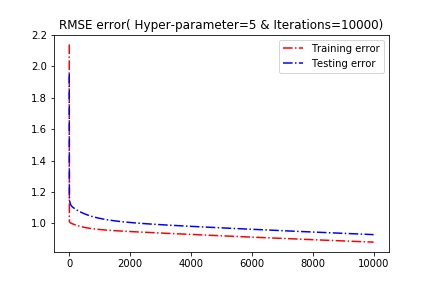 RMSE error( Hyper-parameter=5 & Iterations=10000)
2.2
2.0
1.8
1.6
1.4
1.2
1.0
Training error
Testing error
0 2000 4000 6000 8000 10000